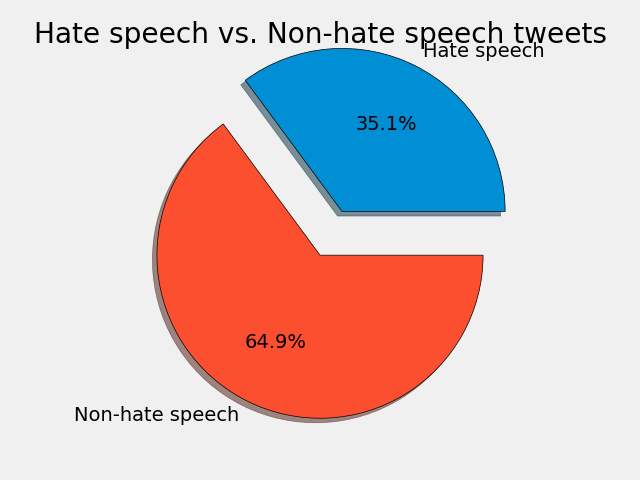 Hate speech vs. Non-hate speech tweets
Hate speech
35.1%
64.9%
Non-hate speech